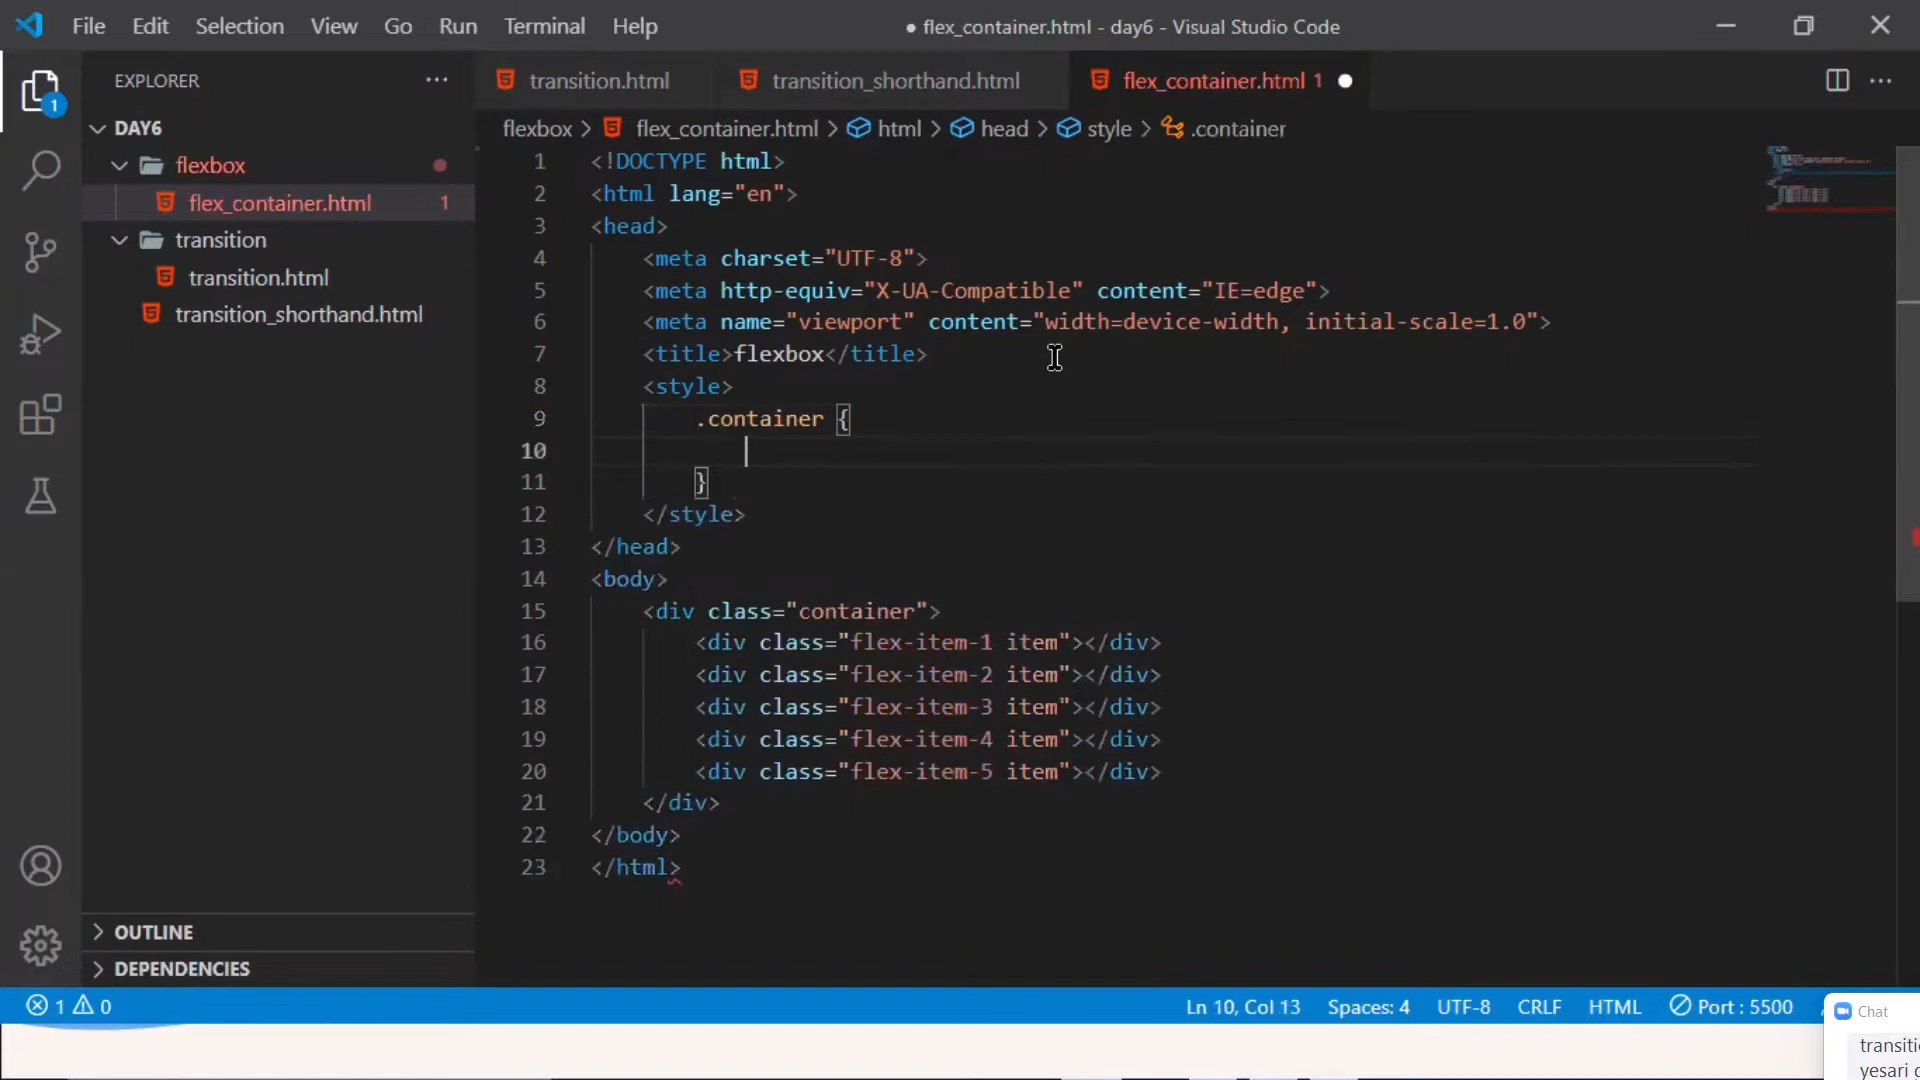 File Edit Selection View Go Run Terminal Help
● flex_container.html - day6 - Visual Studio Code
EXPLORER ···
transition.html transition_shorthand.html flex_container.html 1 ●
1
DAY6
flexbox > flex_container.html > html > head > style > .container
flexbox
flex_container.html 1
transition
transition.html
transition_shorthand.html
1 <!DOCTYPE html>
2 <html lang="en">
3 <head>
4 <meta charset="UTF-8">
5 <meta http-equiv="X-UA-Compatible" content="IE=edge">
6 <meta name="viewport" content="width=device-width, initial-scale=1.0">
7 <title>flexbox</title>
8 <style>
9 .container {
10
11 }
12 </style>
13 </head>
14 <body>
15 <div class="container">
16 <div class="flex-item-1 item"></div>
17 <div class="flex-item-2 item"></div>
18 <div class="flex-item-3 item"></div>
19 <div class="flex-item-4 item"></div>
20 <div class="flex-item-5 item"></div>
21 </div>
22 </body>
23 </html>
OUTLINE
DEPENDENCIES
1 0
Ln 10, Col 13 Spaces: 4 UTF-8 CRLF HTML Port : 5500
Chat
yesari